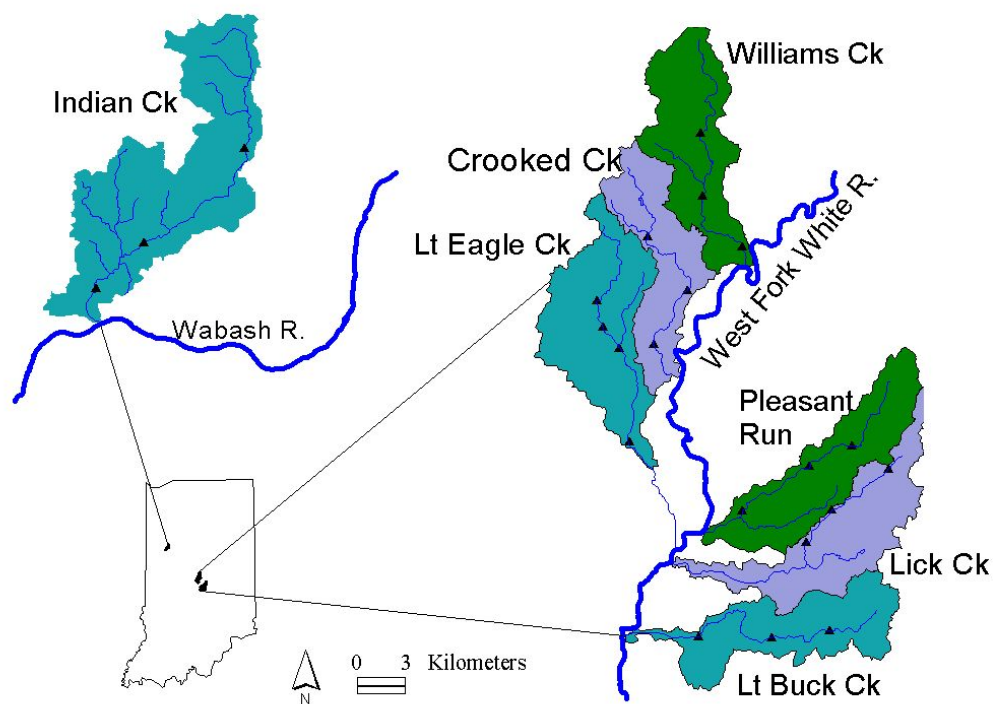 Williams Ck
Indian Ck
Crooked Ck
Lt Eagle Ck
West Fork White R.
Wabash R.
Pleasant
Run
Lick Ck
0 3 Kilometers
N
Lt Buck Ck